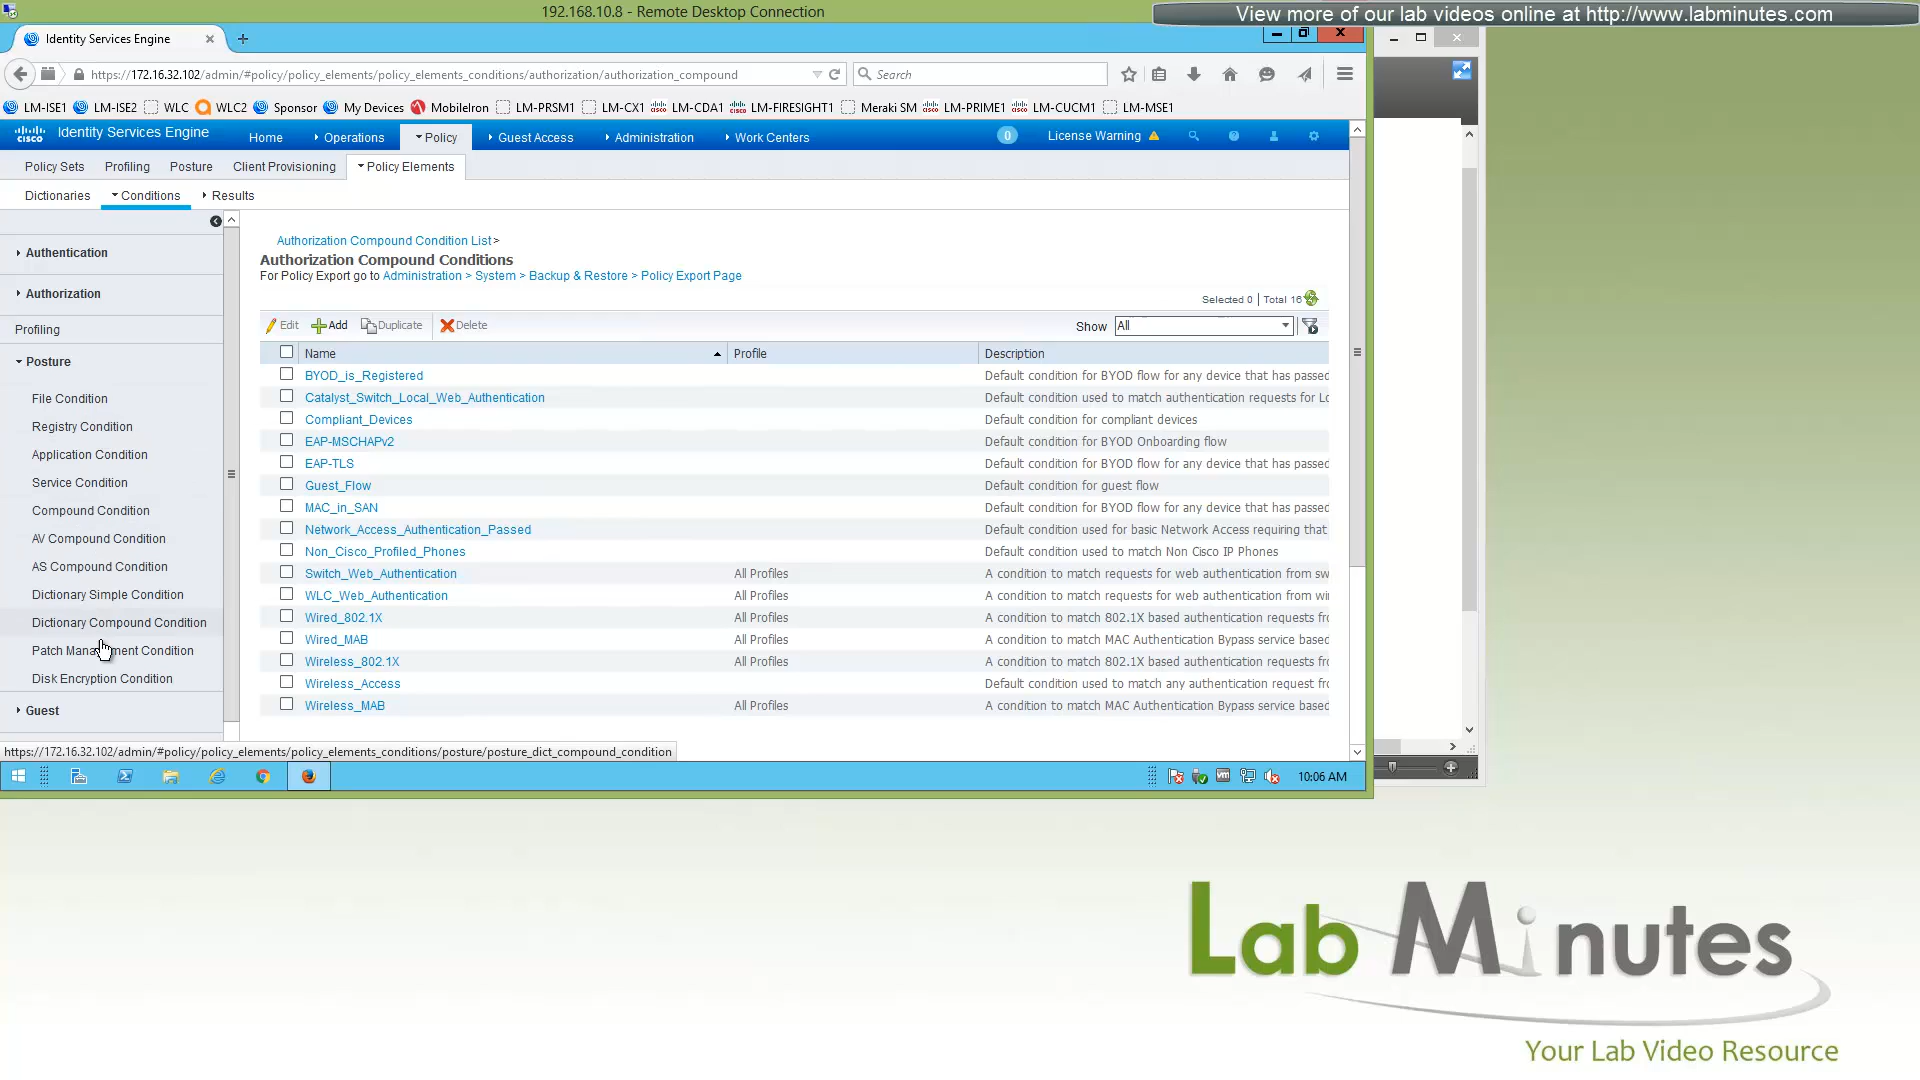 192.168.10.8 - Remote Desktop Connection
View more of our lab videos online at http://www.labminutes.com
Identity Services Engine
https://172.16.32.102/admin/#policy/policy_elements/policy_elements_conditions/authorization/authorization_compound
Search
LM-ISE1 LM-ISE2 WLC WLC2 Sponsor My Devices MobileIron LM-PRSM1 LM-CX1 LM-CDA1 LM-FIRESIGHT1 Meraki SM LM-PRIME1 LM-CUCM1 LM-MSE1
cisco Identity Services Engine Home Operations Policy Guest Access Administration Work Centers 0 License Warning
Policy Sets Profiling Posture Client Provisioning Policy Elements
Dictionaries Conditions Results
Authentication
Authorization
Profiling
Posture
File Condition
Registry Condition
Application Condition
Service Condition
Compound Condition
AV Compound Condition
AS Compound Condition
Dictionary Simple Condition
Dictionary Compound Condition
Patch Management Condition
Disk Encryption Condition
Guest
Authorization Compound Condition List >
Authorization Compound Conditions
For Policy Export go to Administration > System > Backup & Restore > Policy Export Page
Selected 0 | Total 16
Edit Add Duplicate Delete Show All
Name Profile Description
BYOD_is_Registered Default condition for BYOD flow for any device that has passed
Catalyst_Switch_Local_Web_Authentication Default condition used to match authentication requests for Lo
Compliant_Devices Default condition for compliant devices
EAP-MSCHAPv2 Default condition for BYOD Onboarding flow
EAP-TLS Default condition for BYOD flow for any device that has passed
Guest_Flow Default condition for guest flow
MAC_in_SAN Default condition for BYOD flow for any device that has passed
Network_Access_Authentication_Passed Default condition used for basic Network Access requiring that
Non_Cisco_Profiled_Phones Default condition used to match Non Cisco IP Phones
Switch_Web_Authentication All Profiles A condition to match requests for web authentication from sw
WLC_Web_Authentication All Profiles A condition to match requests for web authentication from wir
Wired_802.1X All Profiles A condition to match 802.1X based authentication requests fro
Wired_MAB All Profiles A condition to match MAC Authentication Bypass service based
Wireless_802.1X All Profiles A condition to match 802.1X based authentication requests fro
Wireless_Access Default condition used to match any authentication request fro
Wireless_MAB All Profiles A condition to match MAC Authentication Bypass service based
https://172.16.32.102/admin/#policy/policy_elements/policy_elements_conditions/posture/posture_dict_compound_condition
10:06 AM
Lab Minutes
Your Lab Video Resource